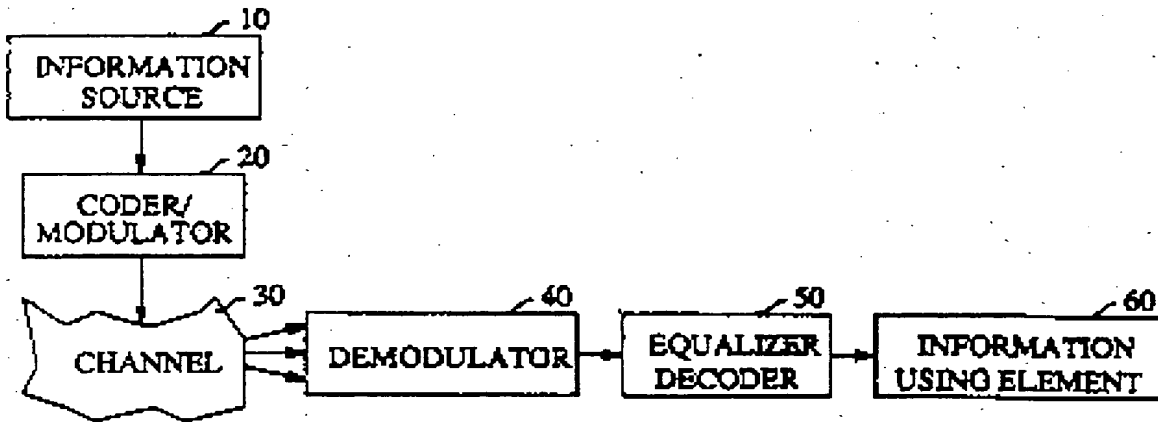 10
INFORMATION
SOURCE
20
CODER/
MODULATOR
30
CHANNEL
40
DEMODULATOR
50
EQUALIZER
DECODER
60
INFORMATION
USING ELEMENT